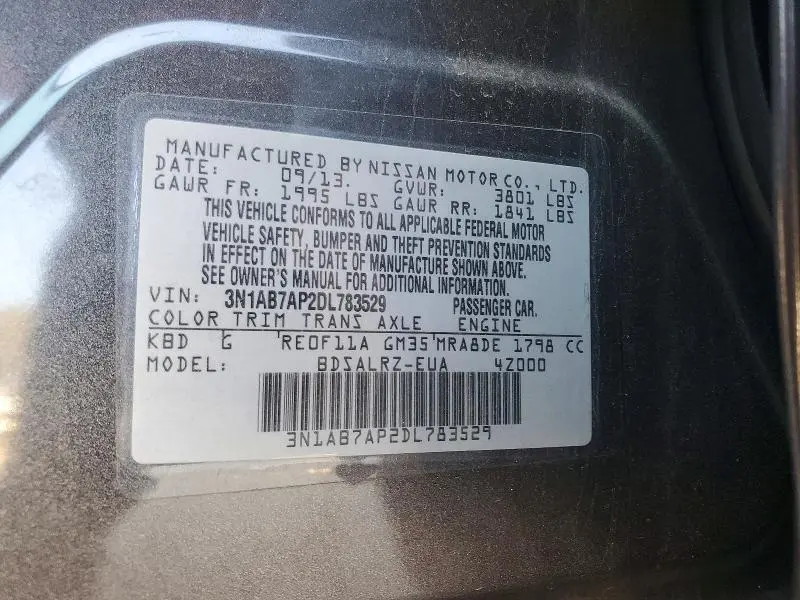 MANUFACTURED BY NISSAN MOTOR CO., LTD.
DATE: 09/13. GVWR: 3801 LBS
GAWR FR: 1995 LBS GAWR RR: 1841 LBS
THIS VEHICLE CONFORMS TO ALL APPLICABLE FEDERAL MOTOR
VEHICLE SAFETY, BUMPER AND THEFT PREVENTION STANDARDS
IN EFFECT ON THE DATE OF MANUFACTURE SHOWN ABOVE.
SEE OWNER'S MANUAL FOR ADDITIONAL INFORMATION.
VIN: 3N1AB7AP2DL783529 PASSENGER CAR.
COLOR TRIM TRANS AXLE ENGINE
KBD G RE0F11A GM35 MRA8DE 1798 CC
MODEL: BDSALRZ-EUA 4Z000
3N1AB7AP2DL783529